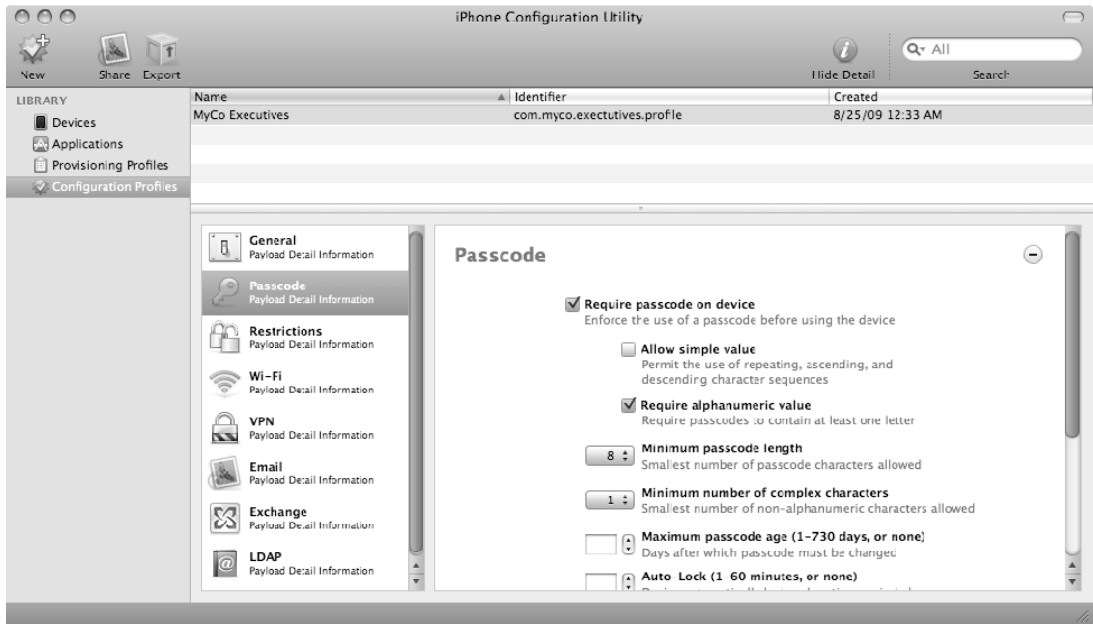 iPhone Configuration Utility
New
Share
Export
Hide Detail
All
Search
LIBRARY
Devices
Applications
Provisioning Profiles
Configuration Profiles
Name Identifier Created
MyCo Executives com.myco.exectutives.profile 8/25/09 12:33 AM
General
Payload Detail Information
Passcode
Payload Detail Information
Restrictions
Payload Detail Information
Wi-Fi
Payload Detail Information
VPN
Payload Detail Information
Email
Payload Detail Information
Exchange
Payload Detail Information
LDAP
Payload Detail Information
Passcode
Require passcode on device
Enforce the use of a passcode before using the device
Allow simple value
Permit the use of repeating, ascending, and
descending character sequences
Require alphanumeric value
Require passcodes to contain at least one letter
8 Minimum passcode length
Smallest number of passcode characters allowed
1 Minimum number of complex characters
Smallest number of non-alphanumeric characters allowed
Maximum passcode age (1-730 days, or none)
Days after which passcode must be changed
Auto-Lock (1-60 minutes, or none)